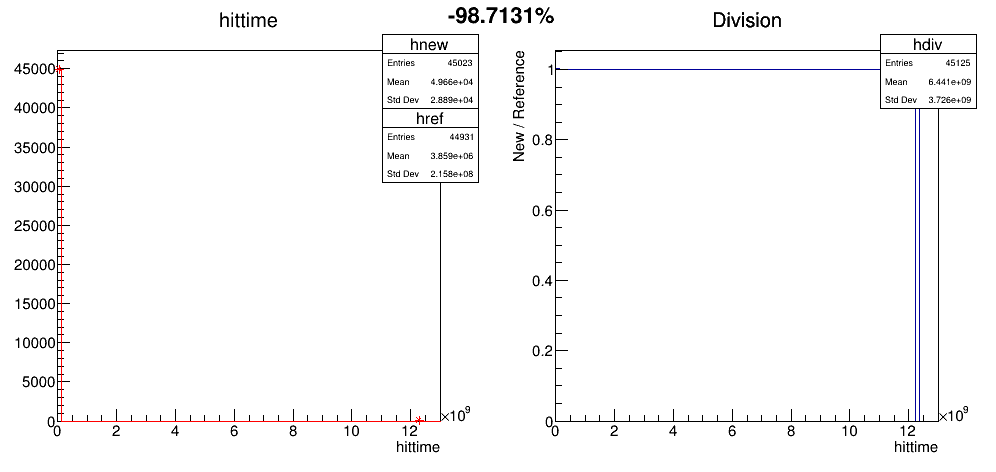 -98.7131%
hittime
hnew
Entries 45023
Mean 4.966e+04
Std Dev 2.889e+04
href
Entries 44931
Mean 3.859e+06
Std Dev 2.158e+08
45000
40000
35000
30000
25000
20000
15000
10000
5000
0
0 2 4 6 8 10 12
×10⁹
hittime
Division
hdiv
Entries 45125
Mean 6.441e+09
Std Dev 3.726e+09
New / Reference
1
0.8
0.6
0.4
0.2
0
0 2 4 6 8 10 12
×10⁹
hittime